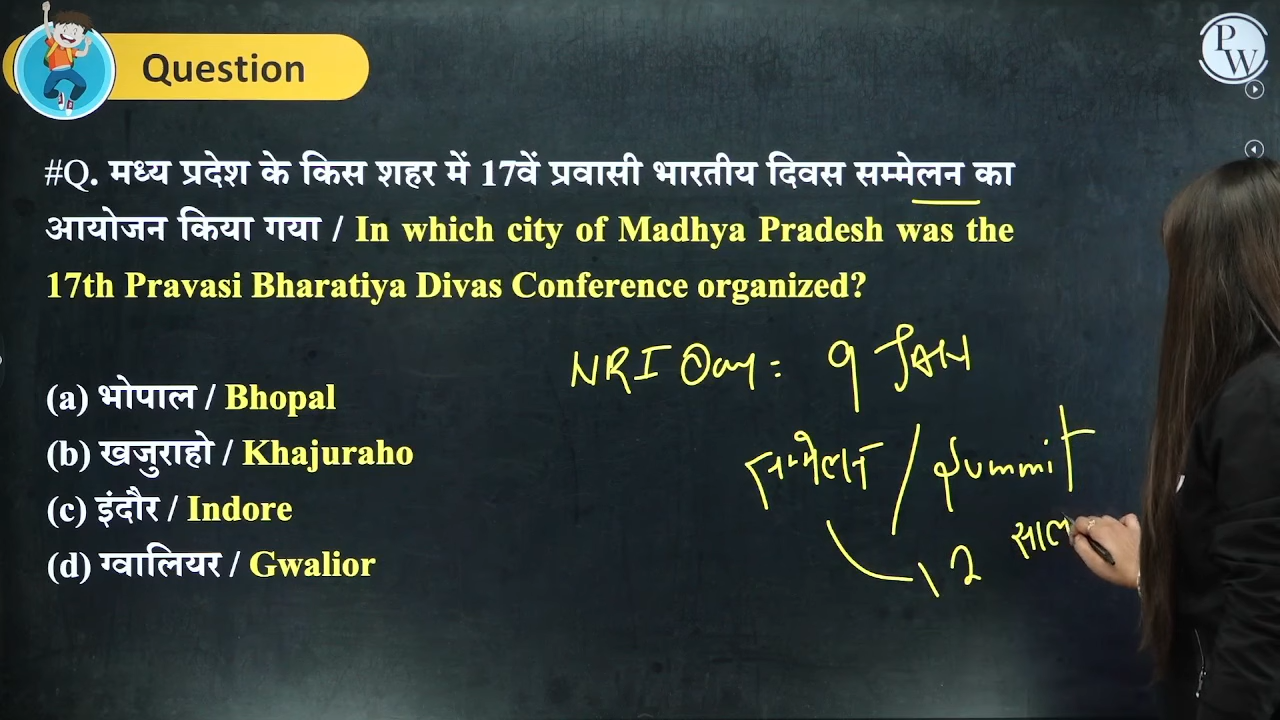 Question
PW
#Q. मध्य प्रदेश के किस शहर में 17वें प्रवासी भारतीय दिवस सम्मेलन का
आयोजन किया गया / In which city of Madhya Pradesh was the
17th Pravasi Bharatiya Divas Conference organized?
NRI Day : 9 JAN
(a) भोपाल / Bhopal
(b) खजुराहो / Khajuraho
सम्मेलन / Summit
(c) इंदौर / Indore
2 साल
(d) ग्वालियर / Gwalior